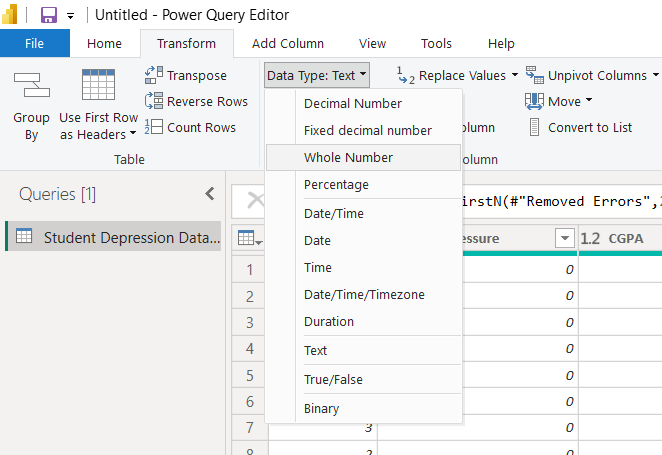 Untitled - Power Query Editor
File Home Transform Add Column View Tools Help
Group By
Use First Row as Headers
Transpose
Reverse Rows
Count Rows
Table
Data Type: Text
Replace Values
Unpivot Columns
Move
Convert to List
Decimal Number
Fixed decimal number
Whole Number
Percentage
Date/Time
Date
Time
Date/Time/Timezone
Duration
Text
True/False
Binary
Queries [1]
Student Depression Data...
irstN(#"Removed Errors",
essure 1.2 CGPA
1 0
2 0
3 0
4 0
5 0
6 0
7 3 0
8 2 0